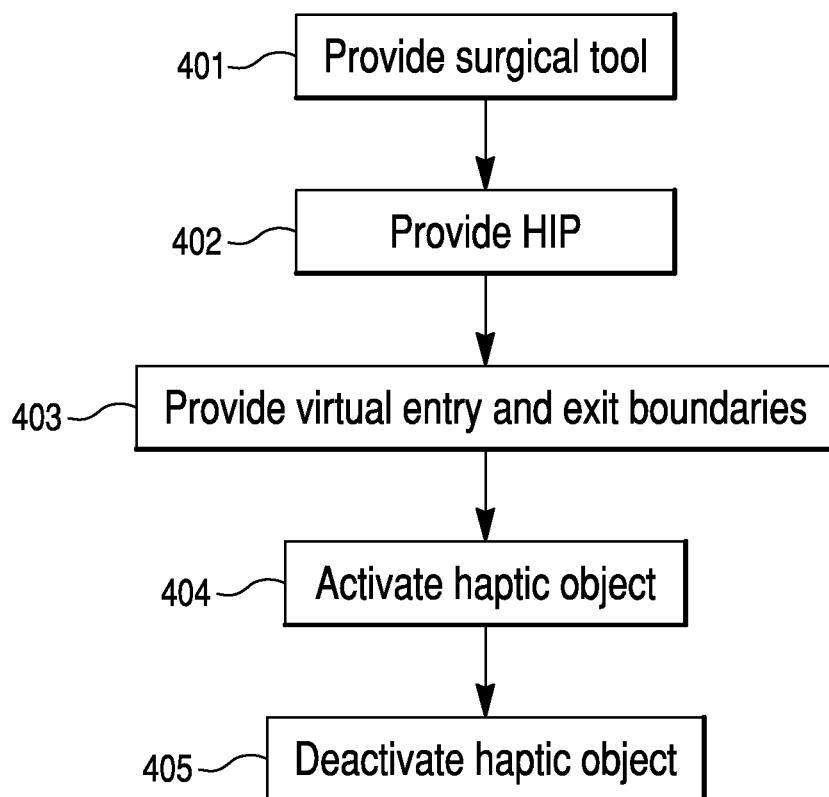 401 Provide surgical tool
402 Provide HIP
403 Provide virtual entry and exit boundaries
404 Activate haptic object
405 Deactivate haptic object